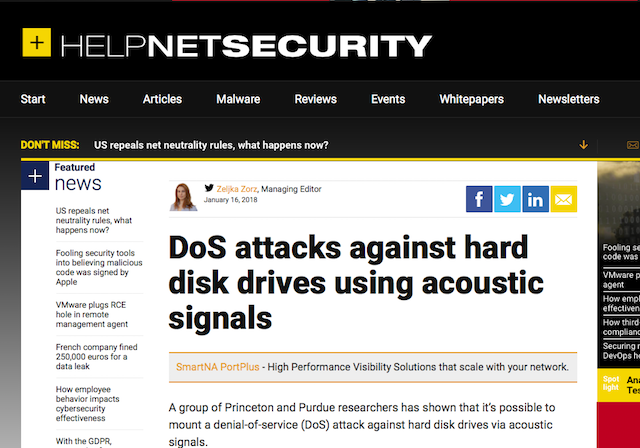 + HELPNETSECURITY
Start News Articles Malware Reviews Events Whitepapers Newsletters
DON'T MISS: US repeals net neutrality rules, what happens now?
+ Featured
news
US repeals net
neutrality rules, what
happens now?
Fooling security tools
into believing malicious
code was signed by
Apple
VMware plugs RCE
hole in remote
management agent
French company fined
250,000 euros for a
data leak
How employee
behavior impacts
cybersecurity
effectiveness
With the GDPR,
Zeljka Zorz, Managing Editor
January 16, 2018
f in
DoS attacks against hard
disk drives using acoustic
signals
SmartNA PortPlus - High Performance Visibility Solutions that scale with your network.
A group of Princeton and Purdue researchers has shown that it's possible to
mount a denial-of-service (DoS) attack against hard disk drives via acoustic
signals.
Fooling se
code was
VMware p
agent
How empl
effectiven
How third-
complianc
Securing
DevOps h
Spot
light
Ana
Tes